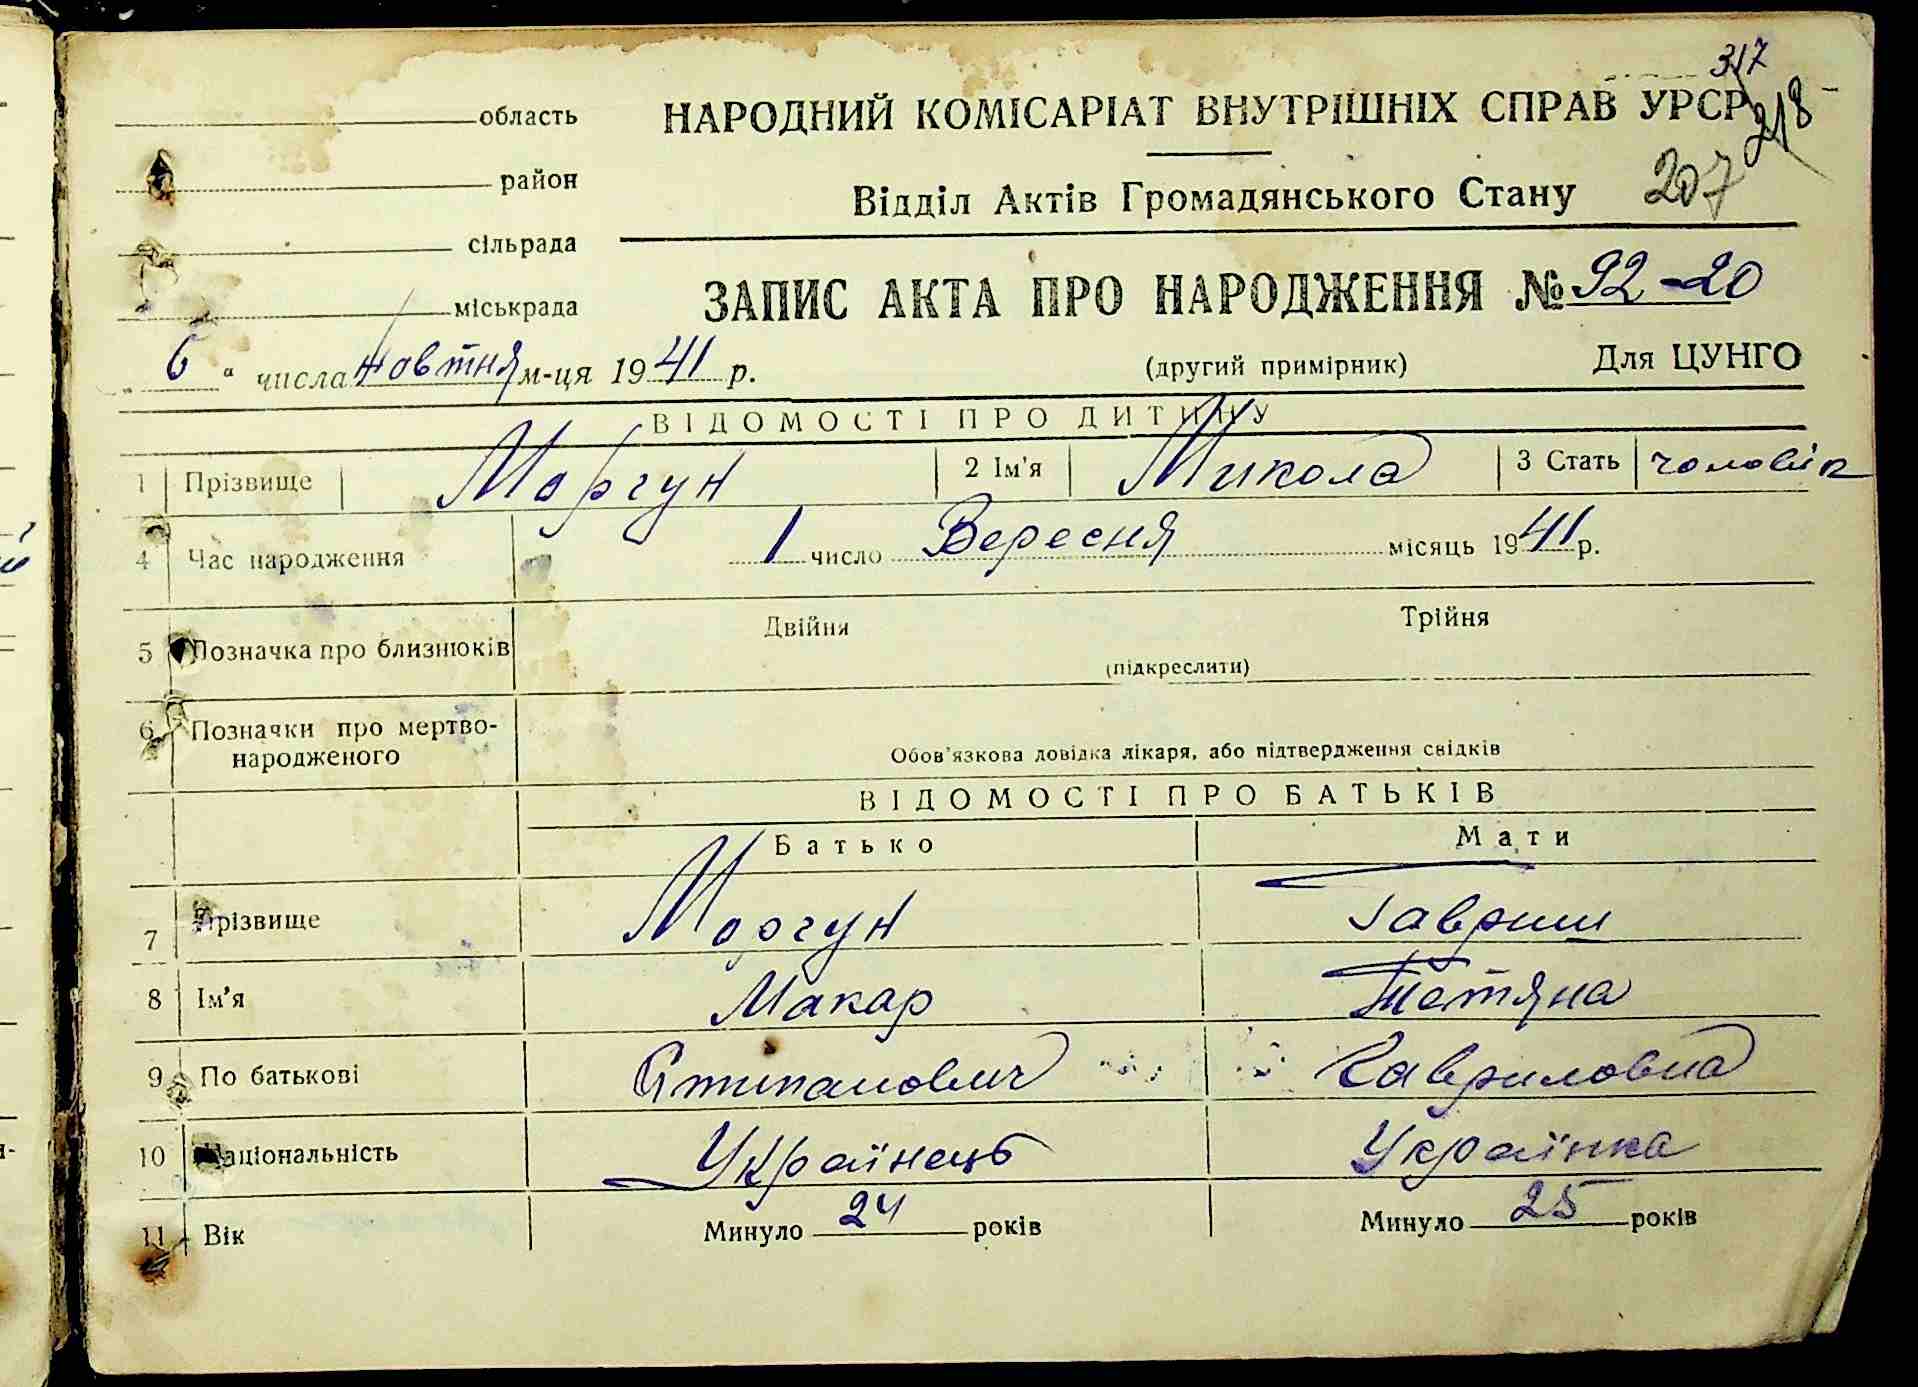 317
218
207
область
район
сільрада
міськрада
НАРОДНИЙ КОМІСАРІАТ ВНУТРІШНІХ СПРАВ УРСР
Відділ Актів Громадянського Стану
ЗАПИС АКТА ПРО НАРОДЖЕННЯ № 92-20
„6“ числа жовтня м-ця 1941 р.
(другий примірник) Для ЦУНГО
ВІДОМОСТІ ПРО ДИТИНУ
1 Прізвище Моргун 2 Ім'я Микола 3 Стать чоловік
4 Час народження 1 число Вересня місяць 1941 р.
5 Позначка про близнюків Двійня Трійня
(підкреслити)
6 Позначки про мертво-
народженого
Обов'язкова довідка лікаря, або підтвердження свідків
ВІДОМОСТІ ПРО БАТЬКІВ
Батько Мати
7 Прізвище Моргун Гавриш
8 Ім'я Макар Тетяна
9 По батькові Стипанович Гавриловна
10 Національність Українець Українка
11 Вік Минуло 24 років Минуло 25 років